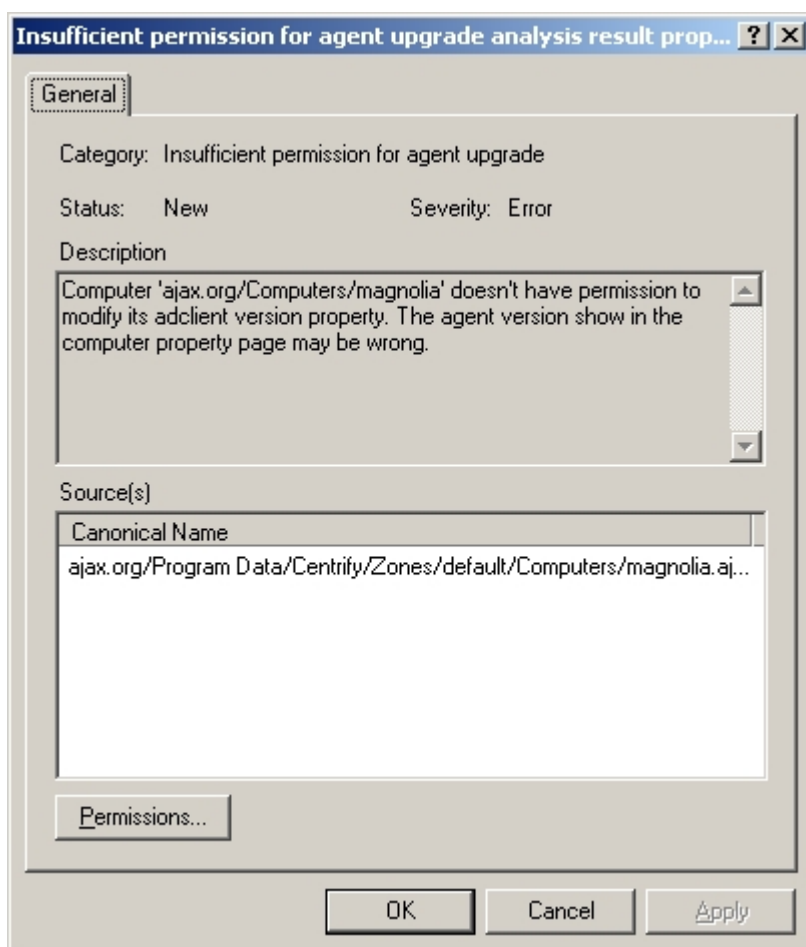 Insufficient permission for agent upgrade analysis result prop...
General
Category: Insufficient permission for agent upgrade
Status: New Severity: Error
Description
Computer 'ajax.org/Computers/magnolia' doesn't have permission to
modify its adclient version property. The agent version show in the
computer property page may be wrong.
Source(s)
Canonical Name
ajax.org/Program Data/Centrify/Zones/default/Computers/magnolia.aj...
Permissions...
OK Cancel Apply